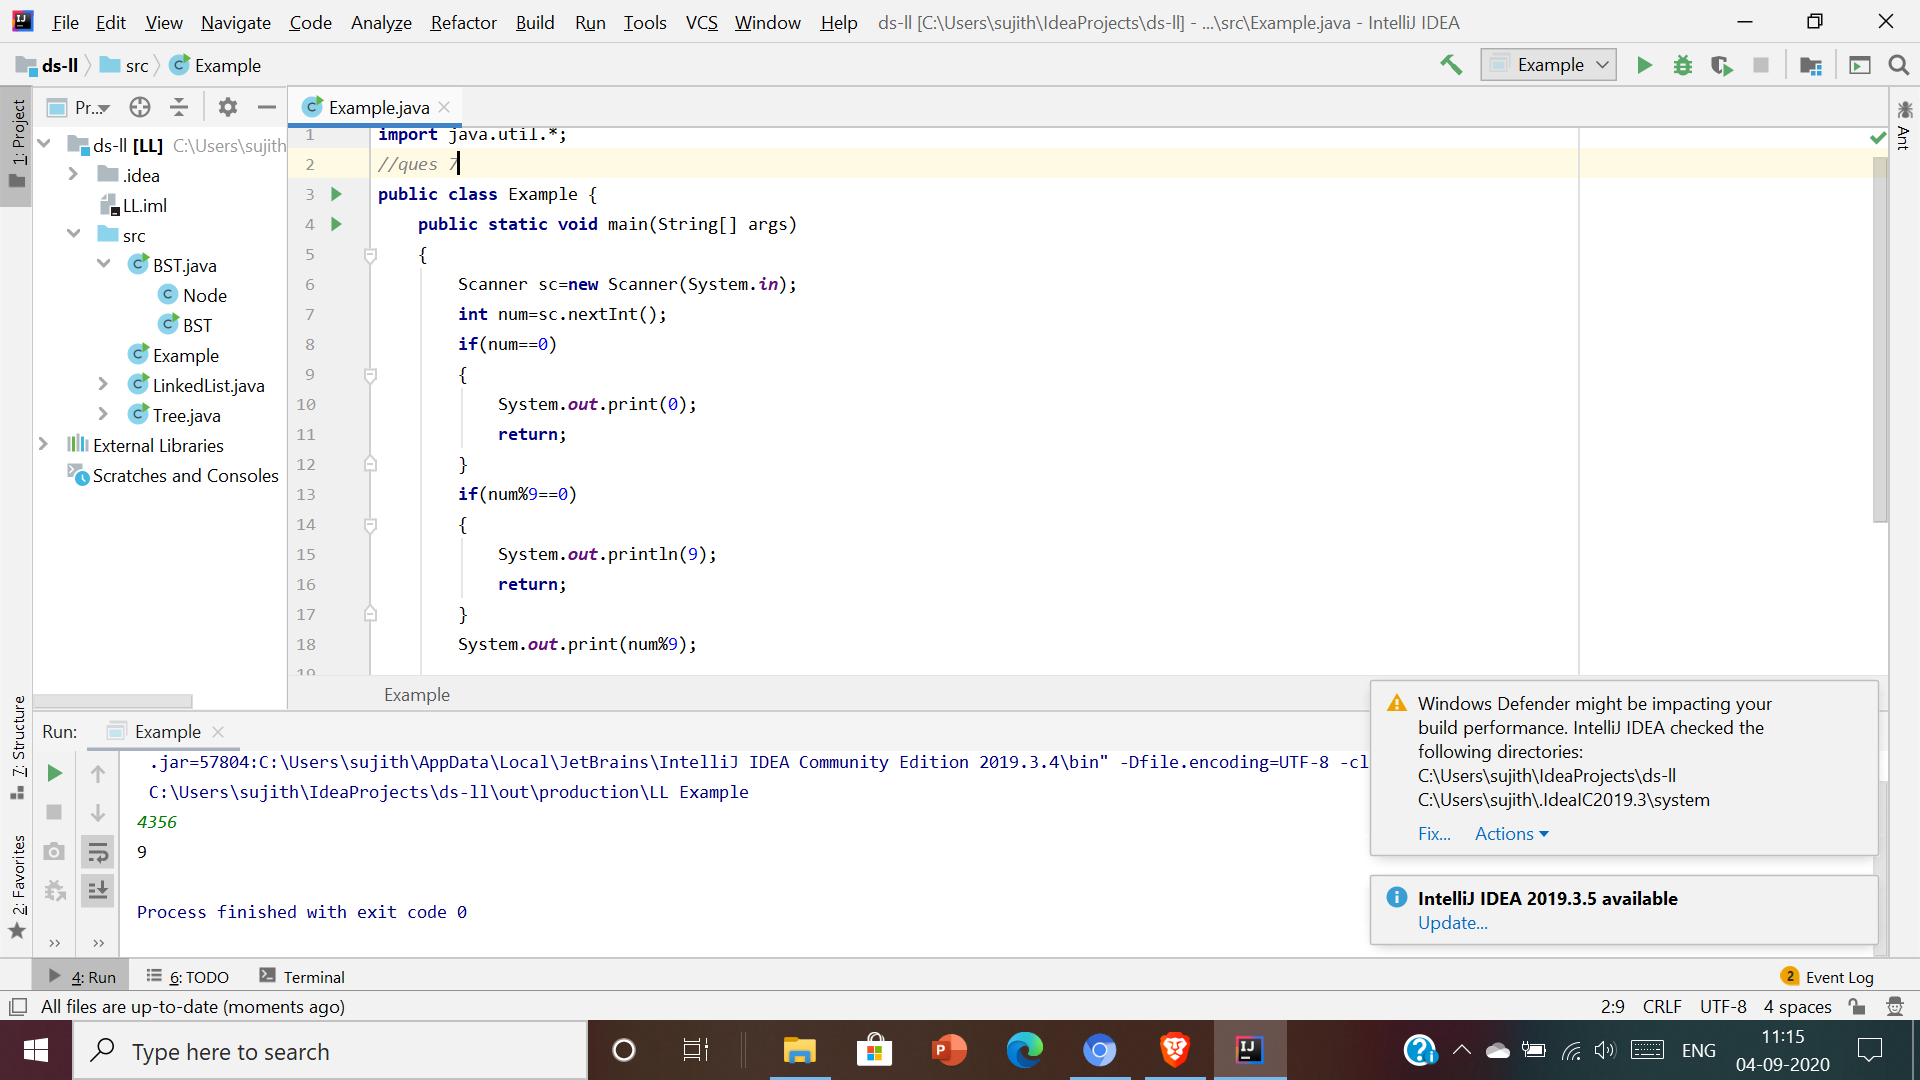 File Edit View Navigate Code Analyze Refactor Build Run Tools VCS Window Help ds-ll [C:\Users\sujith\IdeaProjects\ds-ll] - ...\src\Example.java - IntelliJ IDEA
ds-ll src Example
Example
1: Project
Pr...
Example.java
Ant
ds-ll [LL] C:\Users\sujith
.idea
LL.iml
src
BST.java
Node
BST
Example
LinkedList.java
Tree.java
External Libraries
Scratches and Consoles
1 import java.util.*;
2 //ques 7
3 public class Example {
4 public static void main(String[] args)
5 {
6 Scanner sc=new Scanner(System.in);
7 int num=sc.nextInt();
8 if(num==0)
9 {
10 System.out.print(0);
11 return;
12 }
13 if(num%9==0)
14 {
15 System.out.println(9);
16 return;
17 }
18 System.out.print(num%9);
19
Example
7: Structure
2: Favorites
Run: Example
.jar=57804:C:\Users\sujith\AppData\Local\JetBrains\IntelliJ IDEA Community Edition 2019.3.4\bin" -Dfile.encoding=UTF-8 -cl
C:\Users\sujith\IdeaProjects\ds-ll\out\production\LL Example
4356
9
Process finished with exit code 0
Windows Defender might be impacting your
build performance. IntelliJ IDEA checked the
following directories:
C:\Users\sujith\IdeaProjects\ds-ll
C:\Users\sujith\.IdeaIC2019.3\system
Fix... Actions
IntelliJ IDEA 2019.3.5 available
Update...
4: Run 6: TODO Terminal
2 Event Log
All files are up-to-date (moments ago)
2:9 CRLF UTF-8 4 spaces
Type here to search
ENG
11:15
04-09-2020